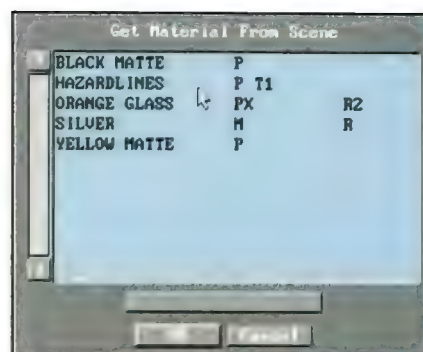 Get Material From Scene
BLACK MATTE P
HAZARDLINES P T1
ORANGE GLASS PX R2
SILVER M R
YELLOW MATTE P
Cancel